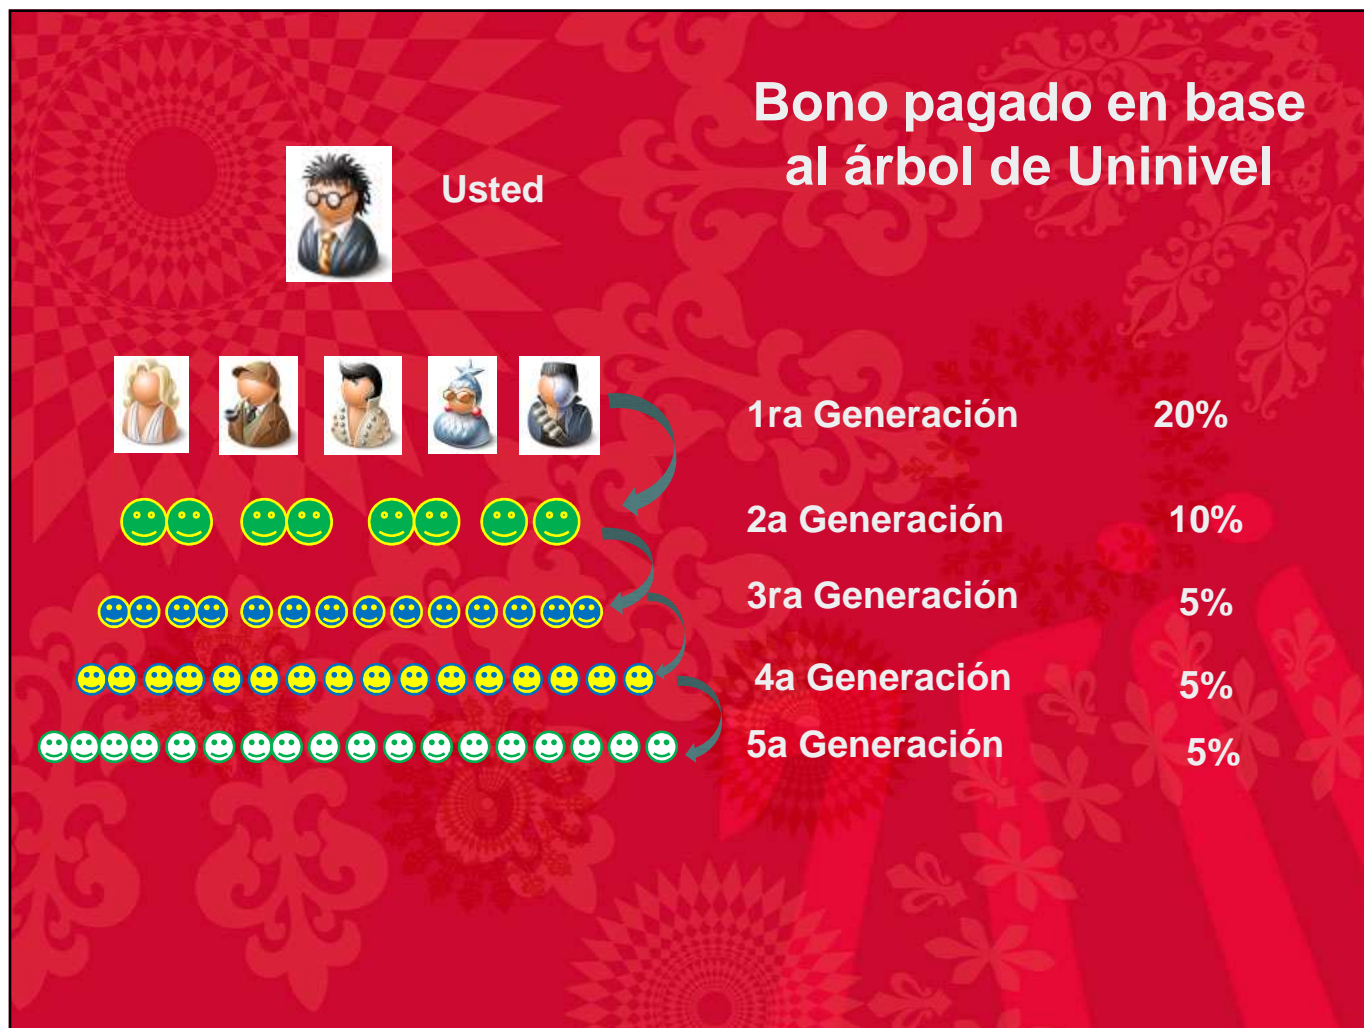 Bono pagado en base
al árbol de Uninivel
Usted
1ra Generación 20%
2a Generación 10%
3ra Generación 5%
4a Generación 5%
5a Generación 5%